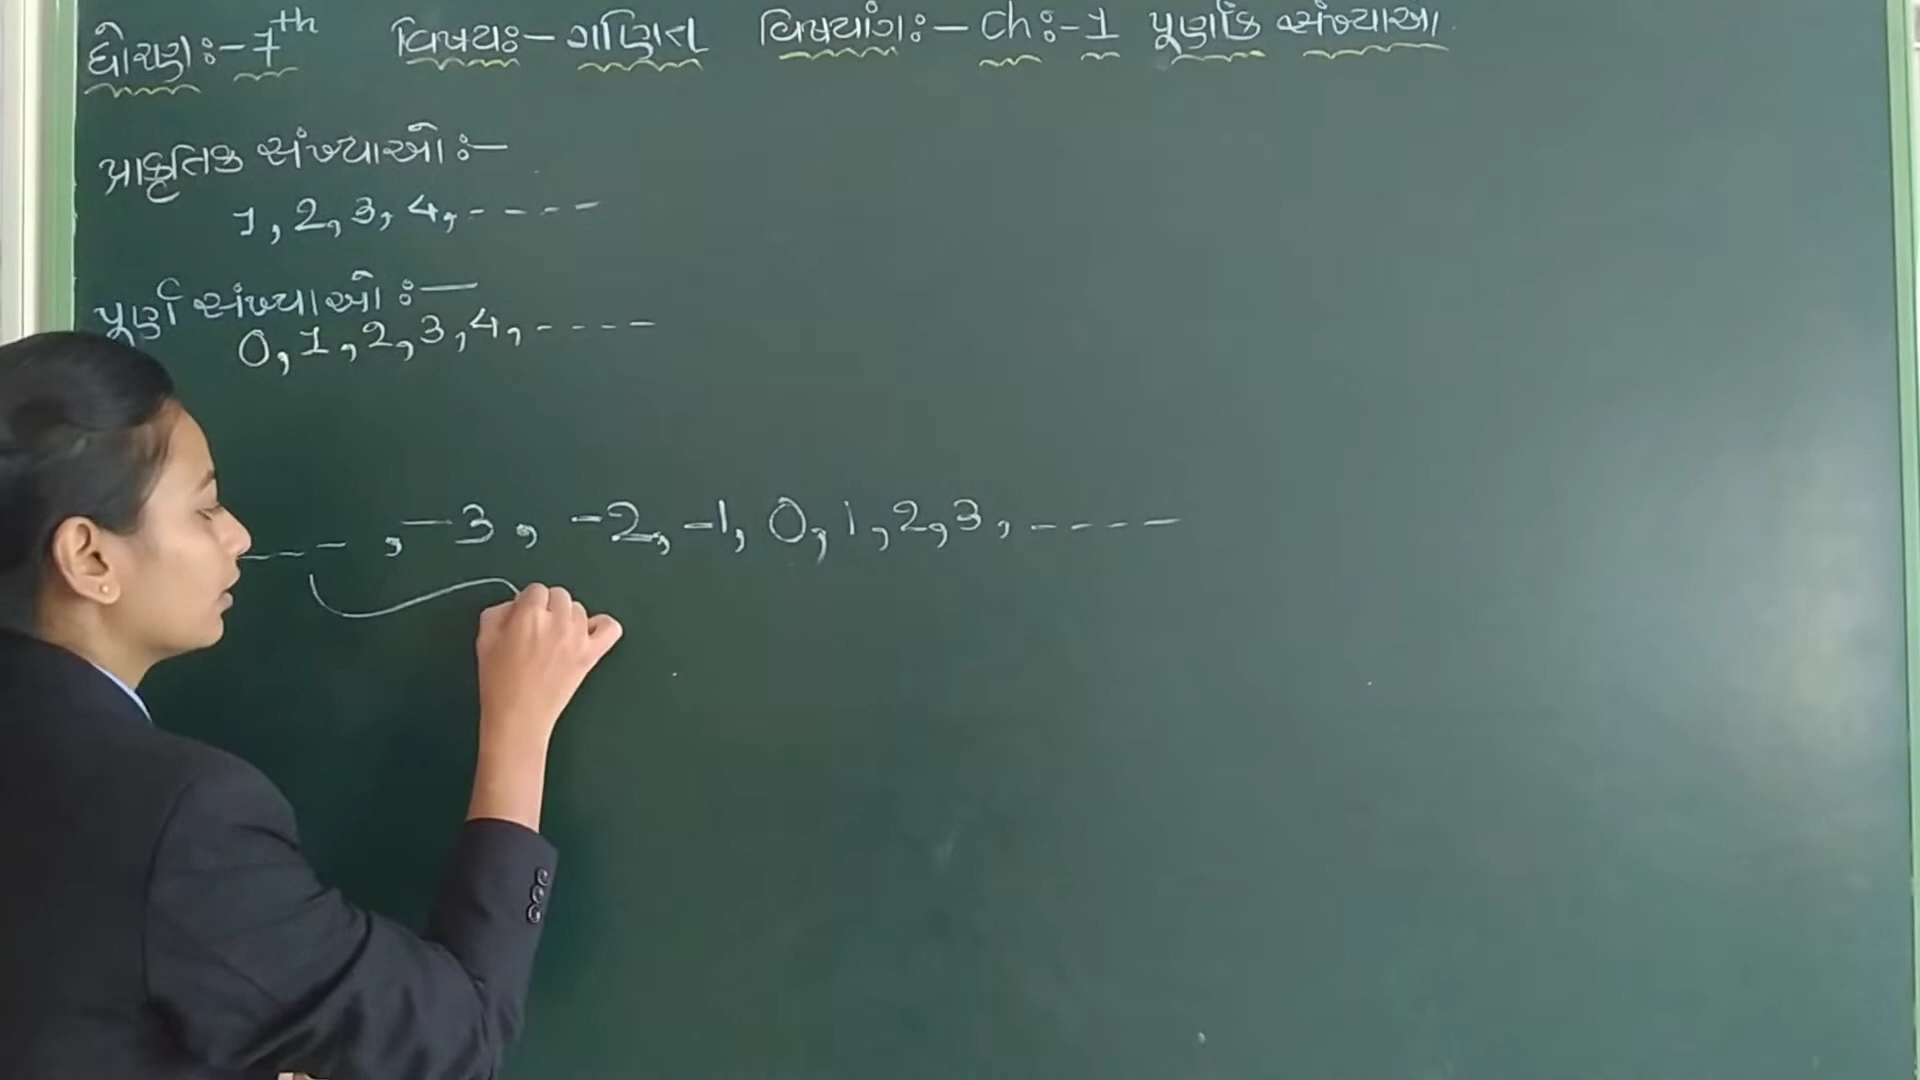 ધોરણ:- 7th વિષય:- ગણિત વિષયાંગ:- Ch:-1 પૂર્ણાંક સંખ્યાઓ
પ્રાકૃતિક સંખ્યાઓ:-
1, 2, 3, 4, ----
પૂર્ણ સંખ્યાઓ:-
0, 1, 2, 3, 4, ----
---, -3, -2, -1, 0, 1, 2, 3, ----